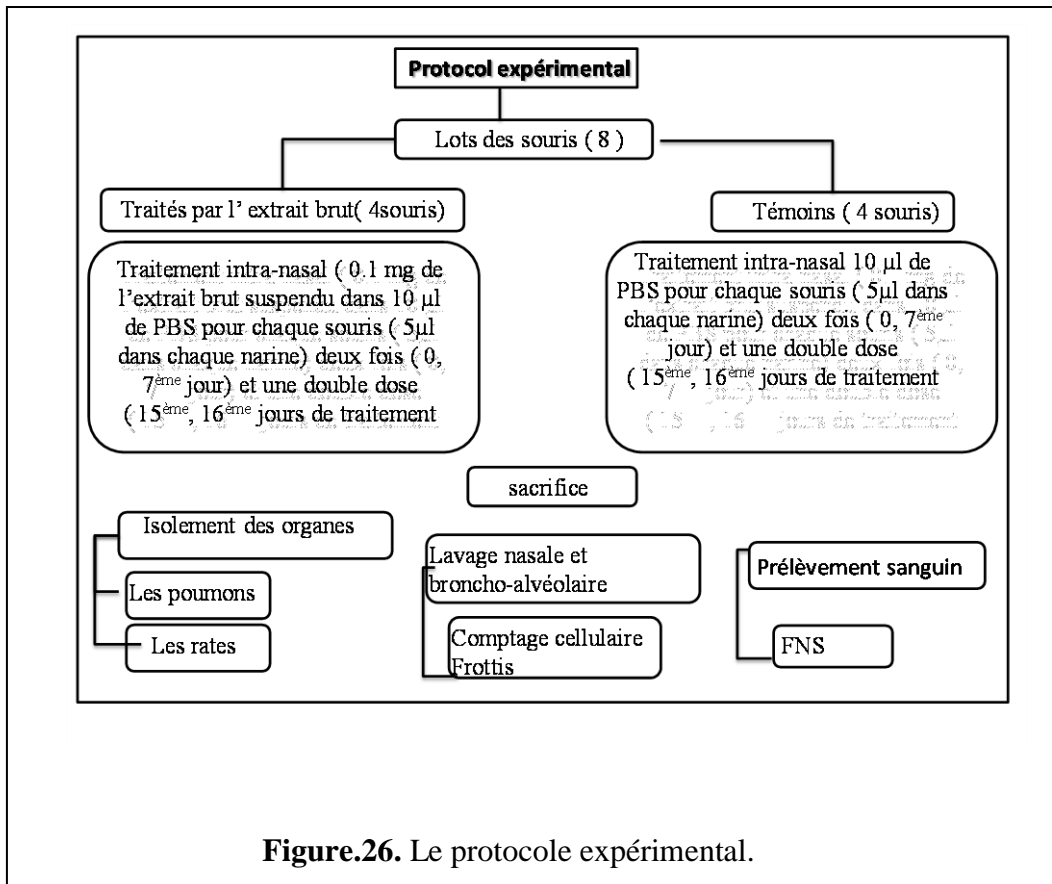 Protocol expérimental
Lots des souris ( 8 )
Traités par l' extrait brut( 4souris)
Témoins ( 4 souris)
Traitement intra-nasal ( 0.1 mg de
l'extrait brut suspendu dans 10 µl
de PBS pour chaque souris ( 5µl
dans chaque narine) deux fois ( 0,
7ème jour) et une double dose
( 15ème, 16ème jours de traitement
Traitement intra-nasal 10 µl de
PBS pour chaque souris ( 5µl dans
chaque narine) deux fois ( 0, 7ème
jour) et une double dose
( 15ème, 16ème jours de traitement
sacrifice
Isolement des organes
Les poumons
Les rates
Lavage nasale et
broncho-alvéolaire
Comptage cellulaire
Frottis
Prélèvement sanguin
FNS
Figure.26. Le protocole expérimental.